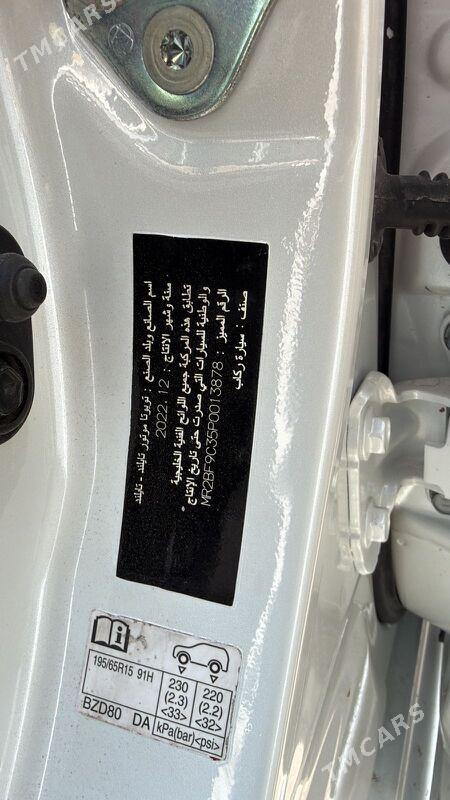 TMCARS
اسم الصانع وبلد الصنع : تويوتا موتور تايلند - تايلند
سنة وشهر الإنتاج : 2022.12
تطابق هذه المركبة جميع اللوائح الفنية الخليجية
والوطنية للسيارات التي صدرت حتى تاريخ الإنتاج .
الرقم المميز : MR2BF9C35P0013878
صنف : سيارة ركاب
i
195/65R15 91H
230
(2.3)
<33>
220
(2.2)
<32>
BZD80 DA kPa(bar)<psi>
TMCARS